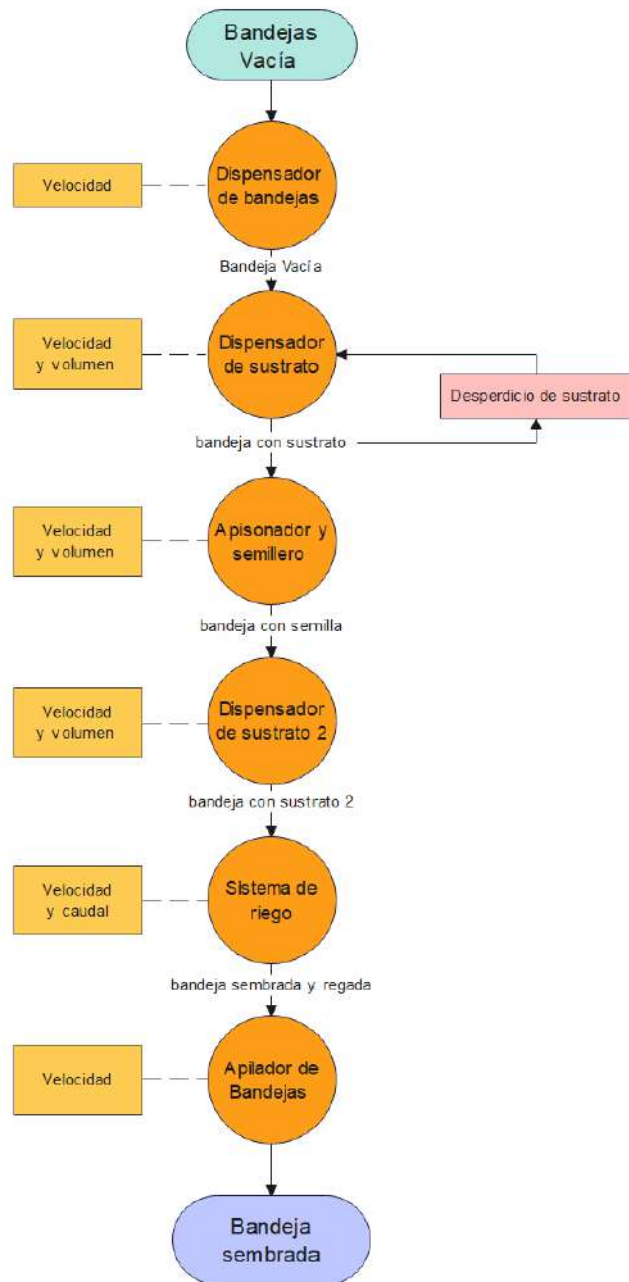 Bandejas
Vacía
Velocidad
Dispensador
de bandejas
Bandeja Vacía
Velocidad
y volumen
Dispensador
de sustrato
Desperdicio de sustrato
bandeja con sustrato
Velocidad
y volumen
Apisonador y
semillero
bandeja con semilla
Velocidad
y volumen
Dispensador
de sustrato 2
bandeja con sustrato 2
Velocidad
y caudal
Sistema de
riego
bandeja sembrada y regada
Velocidad
Apilador de
Bandejas
Bandeja
sembrada